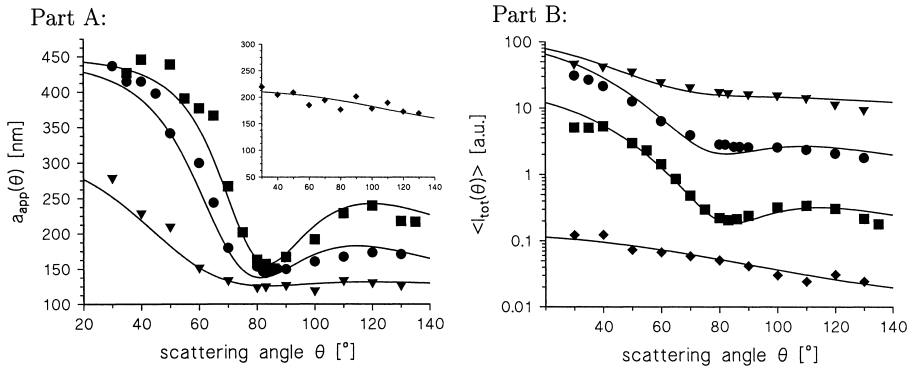 Part A:
Part B:
a_app(θ) [nm]
450
400
350
300
250
200
150
100
20 40 60 80 100 120 140
scattering angle θ [°]
300
250
200
150
100
50
40 60 80 100 120 140
<I_tot(θ)> [a.u.]
100
10
1
0.1
0.01
40 60 80 100 120 140
scattering angle θ [°]